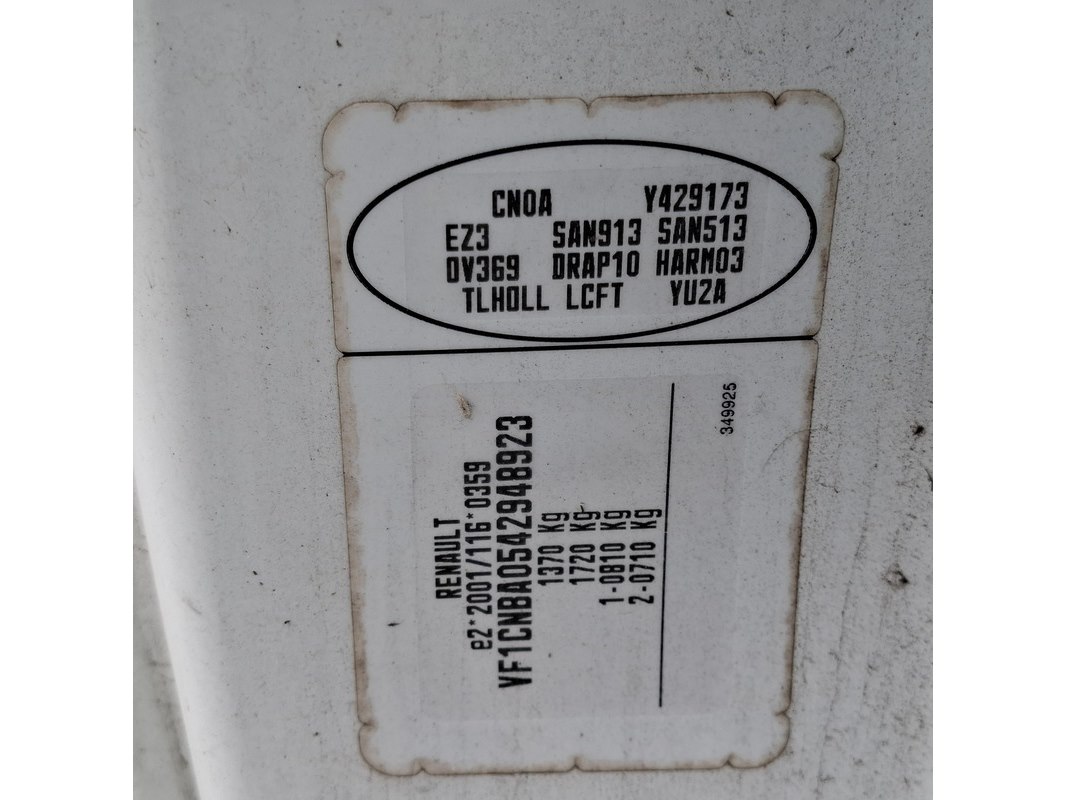 CN0A Y429173
EZ3 SAN913 SAN513
DV369 DRAP10 HARM03
TLHOLL LCFT YU2A
RENAULT
e2*2001/116*0359
VF1CNBA0542948923
1370 Kg
1720 Kg
1-0810 Kg
2-0710 Kg
349925